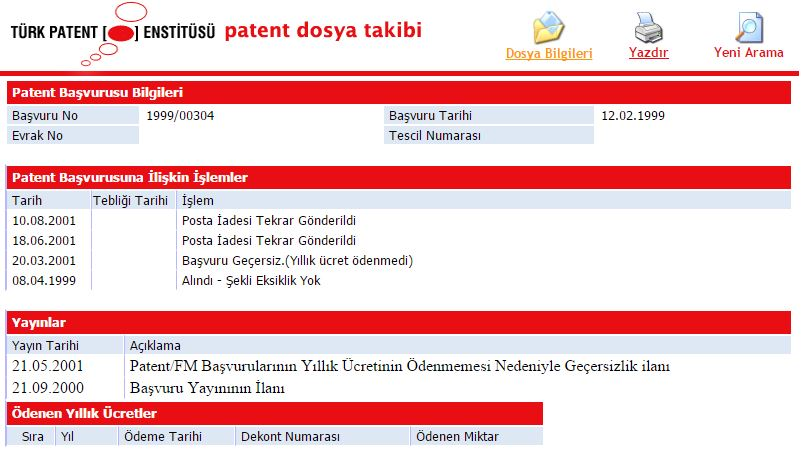 TÜRK PATENT [ ] ENSTİTÜSÜ patent dosya takibi
Dosya Bilgileri Yazdır Yeni Arama
Patent Başvurusu Bilgileri
Başvuru No 1999/00304 Başvuru Tarihi 12.02.1999
Evrak No Tescil Numarası
Patent Başvurusuna İlişkin İşlemler
Tarih Tebliği Tarihi İşlem
10.08.2001 Posta İadesi Tekrar Gönderildi
18.06.2001 Posta İadesi Tekrar Gönderildi
20.03.2001 Başvuru Geçersiz.(Yıllık ücret ödenmedi)
08.04.1999 Alındı - Şekli Eksiklik Yok
Yayınlar
Yayın Tarihi Açıklama
21.05.2001 Patent/FM Başvurularının Yıllık Ücretinin Ödenmemesi Nedeniyle Geçersizlik ilanı
21.09.2000 Başvuru Yayınının İlanı
Ödenen Yıllık Ücretler
Sıra Yıl Ödeme Tarihi Dekont Numarası Ödenen Miktar